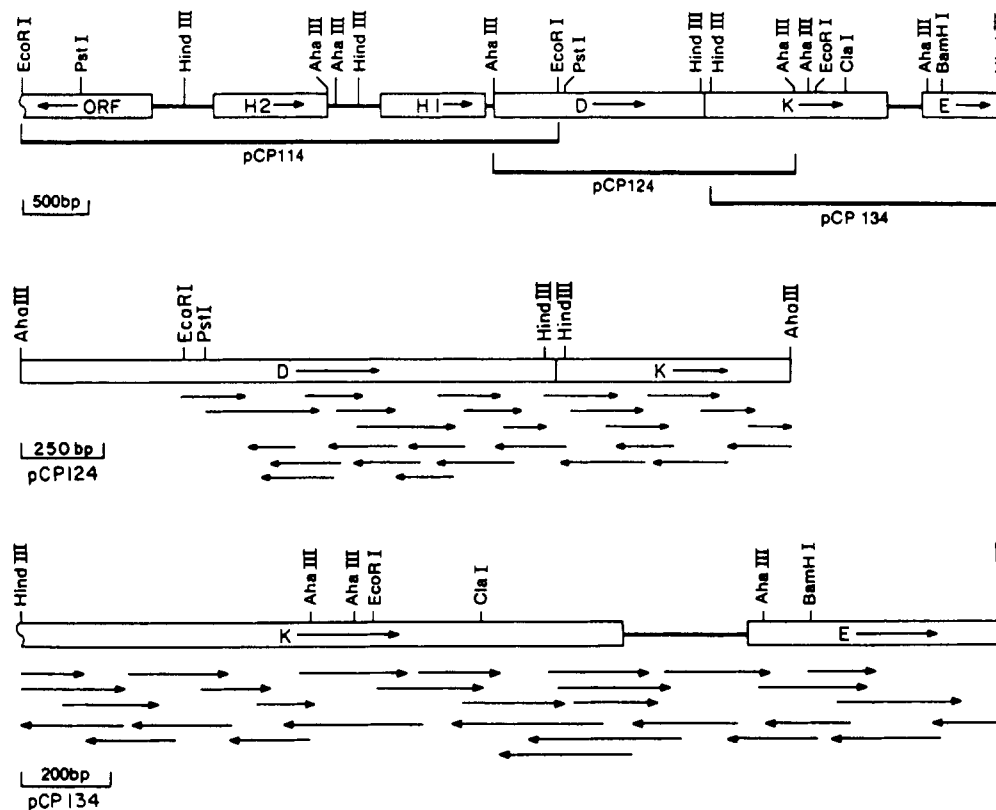 EcoR I
Pst I
Hind III
Aha III
Aha III
Hind III
Aha III
EcoR I
Pst I
Hind III
Hind III
Aha III
Aha III
EcoR I
Cla I
Aha III
BamH I
ORF
H2
H1
D
K
E
pCP114
pCP124
pCP 134
500bp
AhaIII
EcoRI
PstI
HindIII
HindIII
AhaIII
D
K
250 bp
pCP124
Hind III
Aha III
Aha III
EcoR I
Cla I
Aha III
BamH I
K
E
200bp
pCP 134